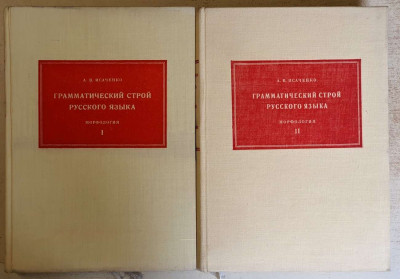 А. В. ИСАЧЕНКО
ГРАММАТИЧЕСКИЙ СТРОЙ
РУССКОГО ЯЗЫКА
МОРФОЛОГИЯ
I
А. В. ИСАЧЕНКО
ГРАММАТИЧЕСКИЙ СТРОЙ
РУССКОГО ЯЗЫКА
МОРФОЛОГИЯ
II